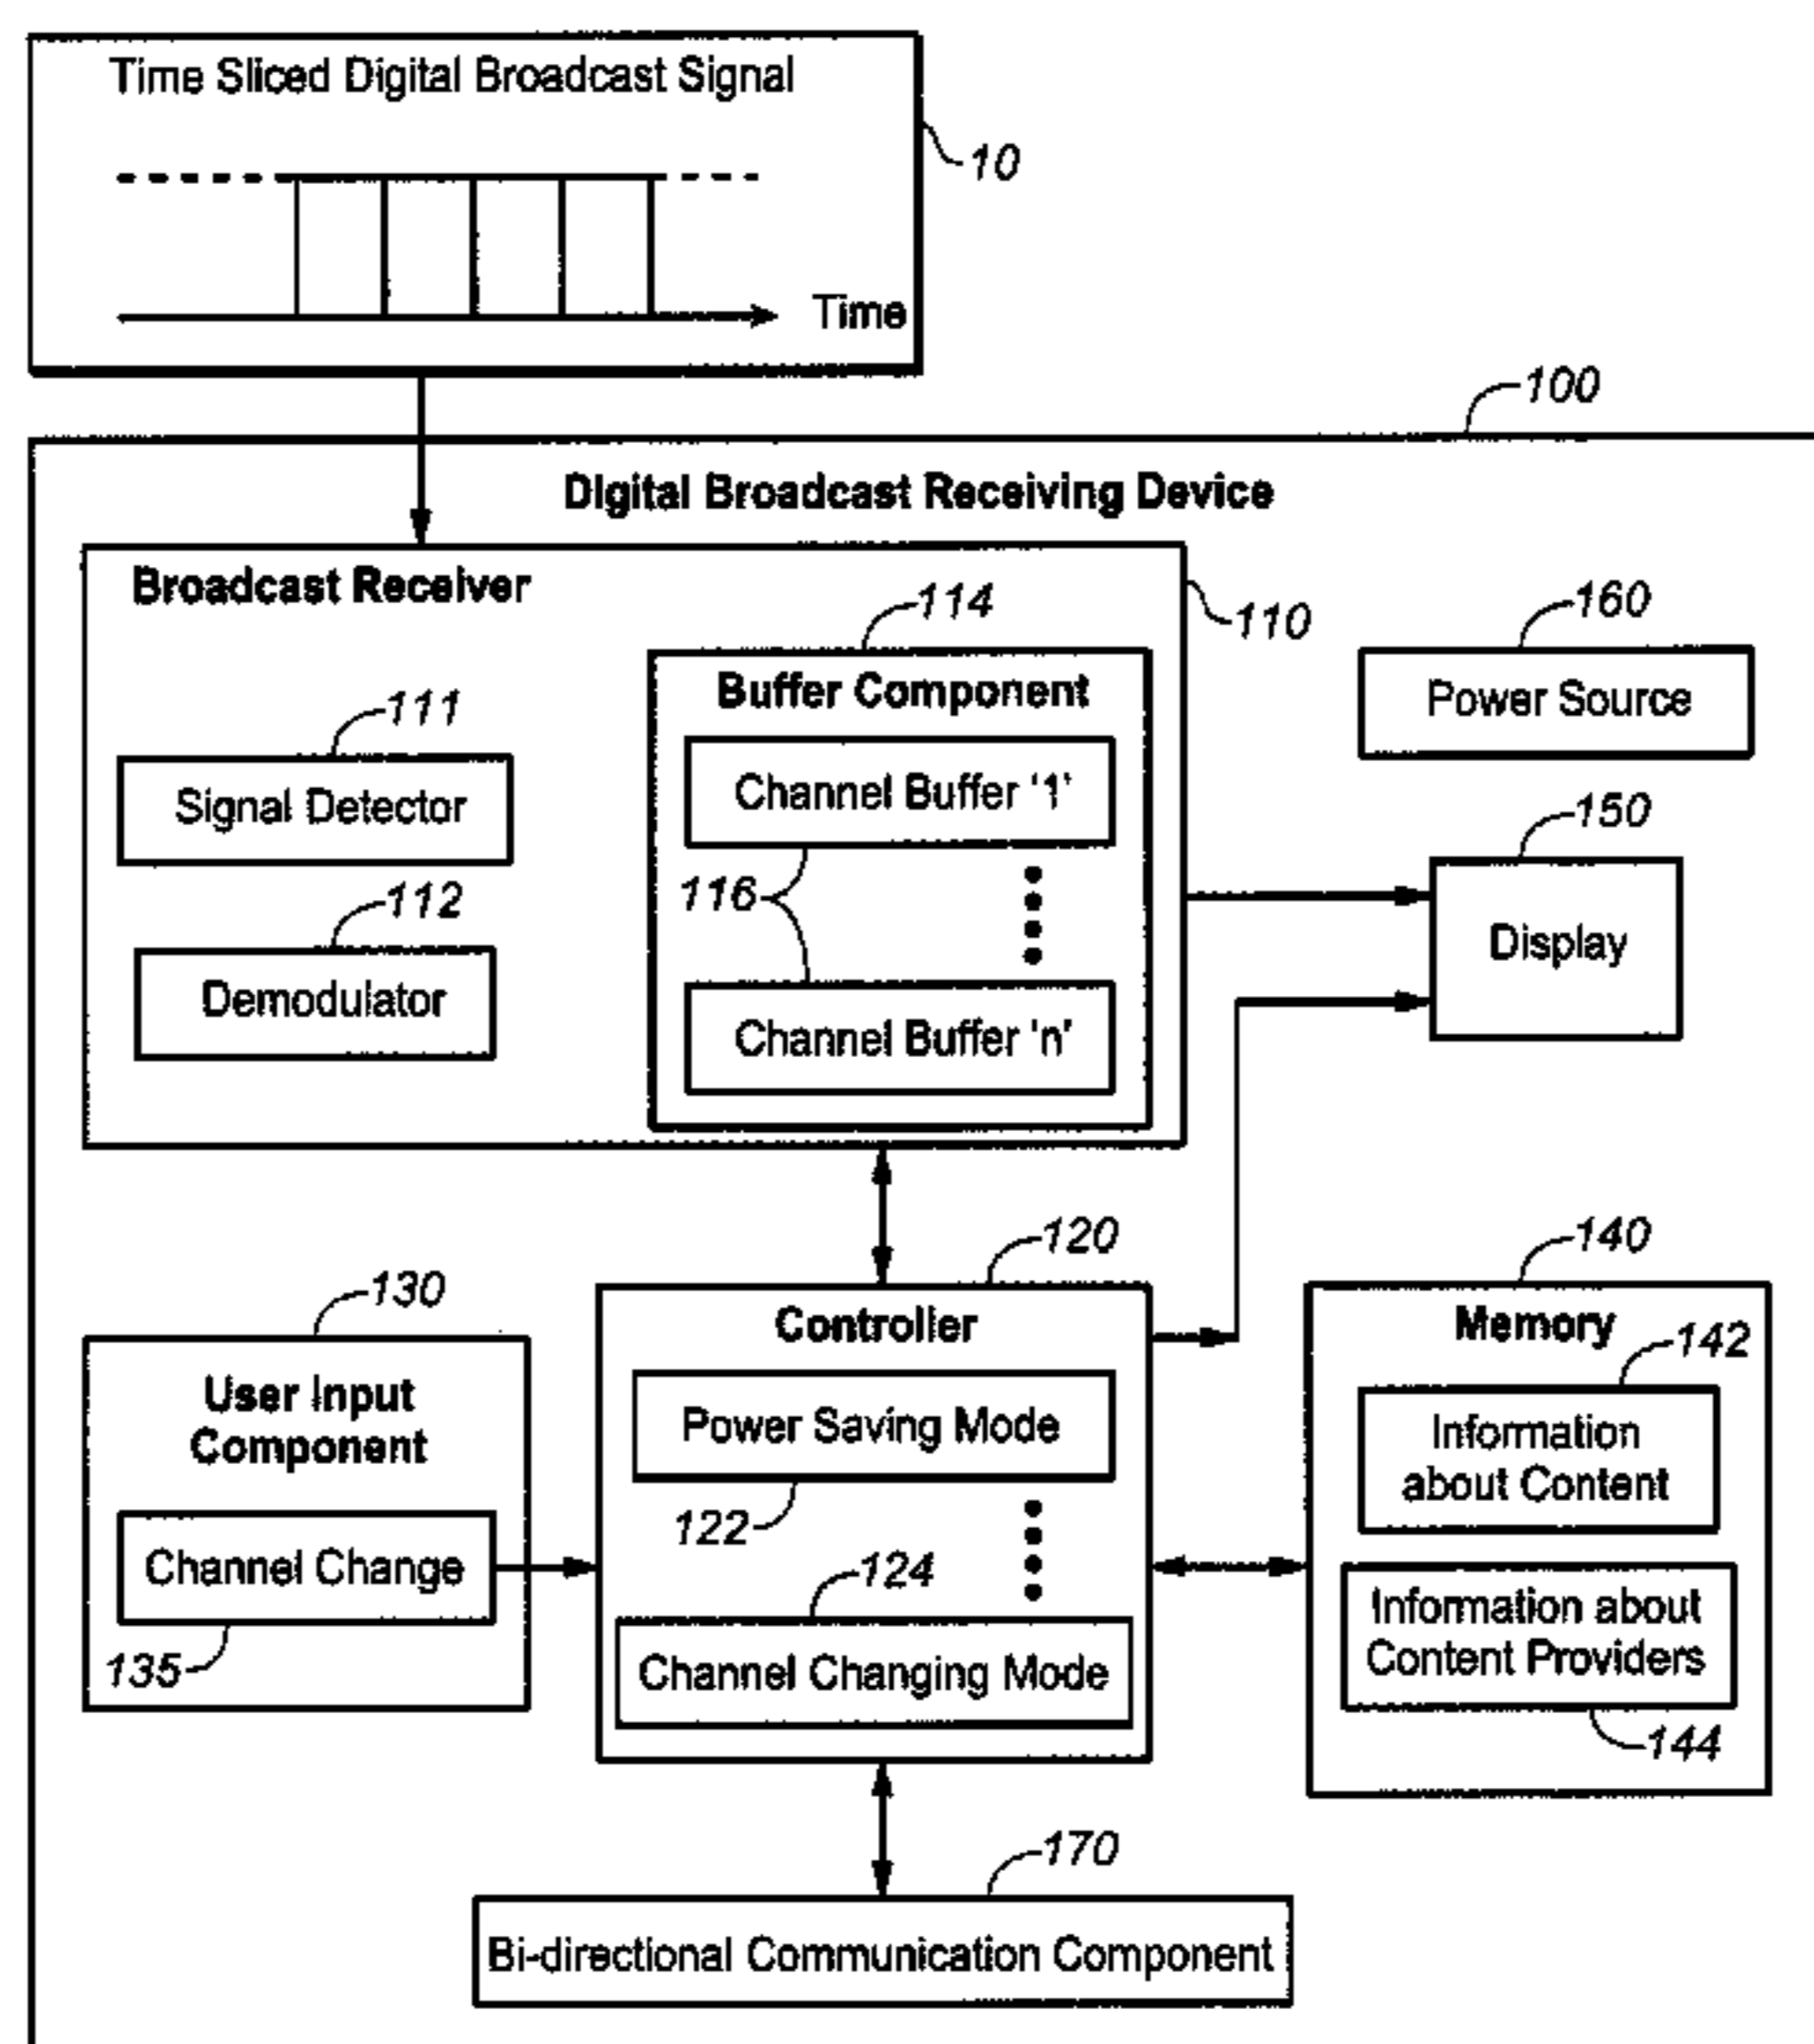 Time Sliced Digital Broadcast Signal
10
Time
100
Digital Broadcast Receiving Device
Broadcast Receiver
110
114
Buffer Component
Channel Buffer '1'
116
Channel Buffer 'n'
111
Signal Detector
112
Demodulator
160
Power Source
150
Display
120
Controller
Power Saving Mode
122
124
Channel Changing Mode
130
User Input
Component
Channel Change
135
140
Memory
142
Information
about Content
Information about
Content Providers
144
170
Bi-directional Communication Component